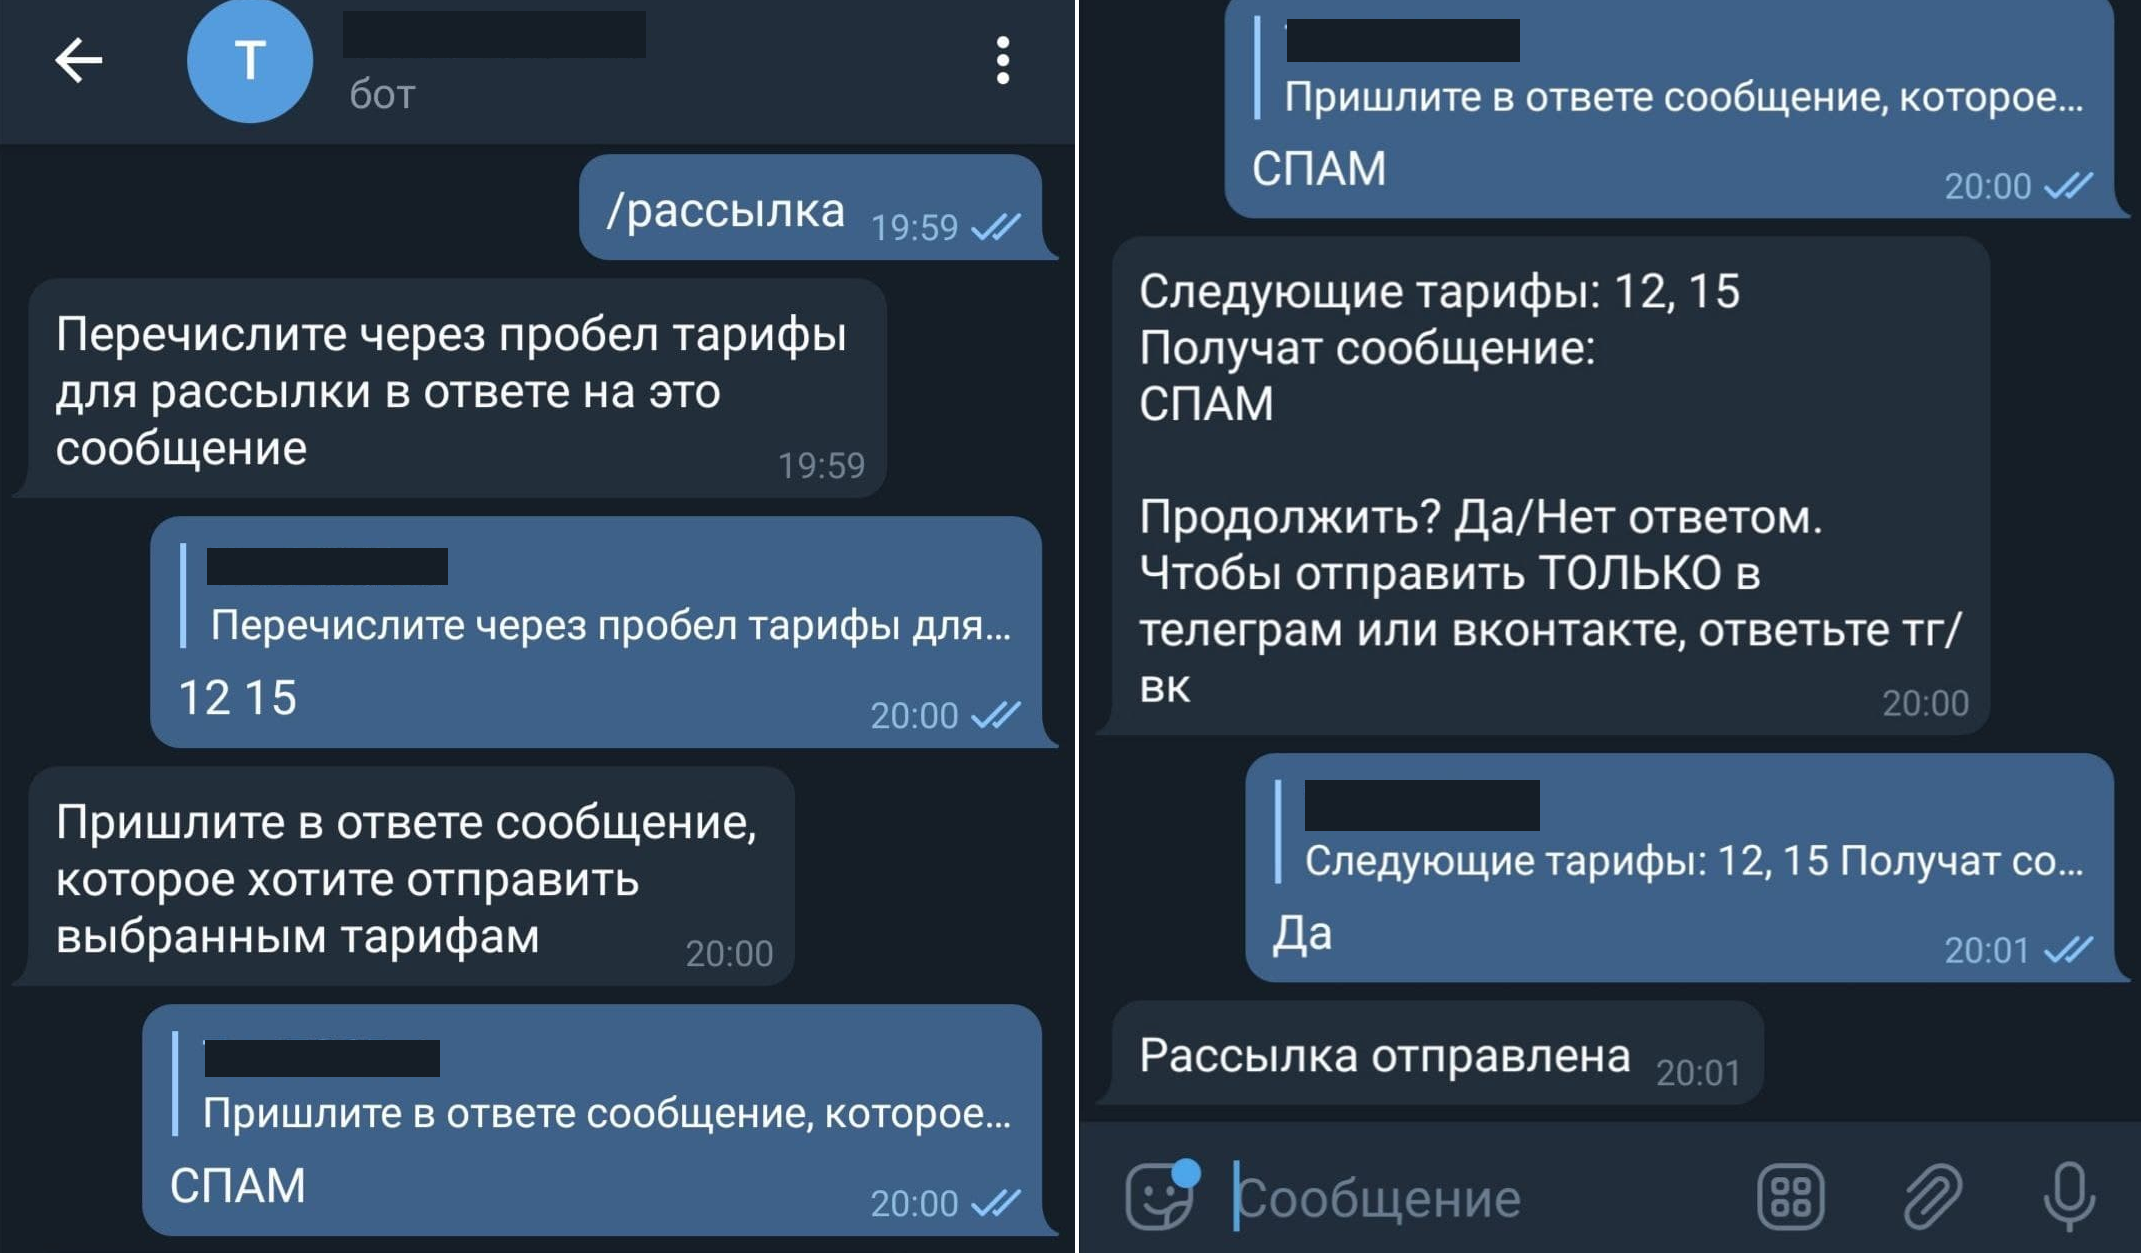 T
бот
/рассылка 19:59
Перечислите через пробел тарифы
для рассылки в ответе на это
сообщение
19:59
Перечислите через пробел тарифы для...
12 15
20:00
Пришлите в ответе сообщение,
которое хотите отправить
выбранным тарифам
20:00
Пришлите в ответе сообщение, которое...
СПАМ
20:00
Пришлите в ответе сообщение, которое...
СПАМ
20:00
Следующие тарифы: 12, 15
Получат сообщение:
СПАМ
Продолжить? Да/Нет ответом.
Чтобы отправить ТОЛЬКО в
телеграм или вконтакте, ответьте тг/
вк
20:00
Следующие тарифы: 12, 15 Получат со...
Да
20:01
Рассылка отправлена 20:01
Сообщение